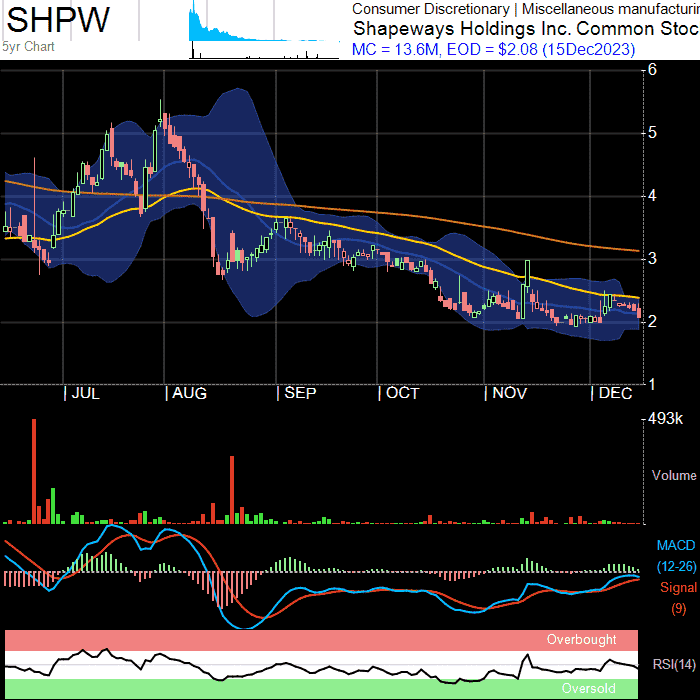 SHPW
5yr Chart
Consumer Discretionary | Miscellaneous manufacturin
Shapeways Holdings Inc. Common Stoc
MC = 13.6M, EOD = $2.08 (15Dec2023)
6
5
4
3
2
1
| JUL | AUG | SEP | OCT | NOV | DEC
493k
Volume
MACD
(12-26)
Signal
(9)
Overbought
RSI(14)
Oversold